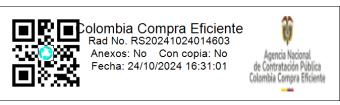 Colombia Compra Eficiente
Rad No. RS20241024014603
Anexos: No Con copia: No
Fecha: 24/10/2024 16:31:01
Agencia Nacional
de Contratación Pública
Colombia Compra Eficiente